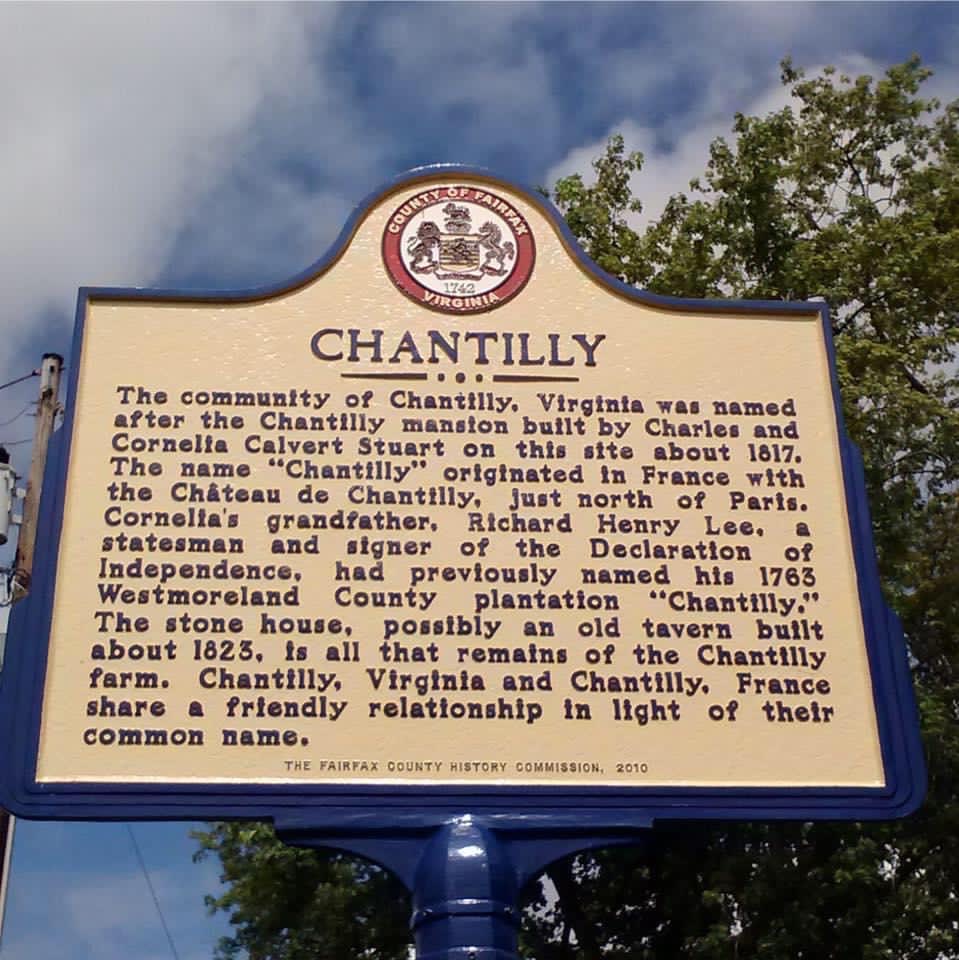 COUNTY OF FAIRFAX
1742
VIRGINIA
CHANTILLY
The community of Chantilly, Virginia was named
after the Chantilly mansion built by Charles and
Cornelia Calvert Stuart on this site about 1817.
The name "Chantilly" originated in France with
the Château de Chantilly, just north of Paris.
Cornelia's grandfather, Richard Henry Lee, a
statesman and signer of the Declaration of
Independence, had previously named his 1763
Westmoreland County plantation "Chantilly."
The stone house, possibly an old tavern built
about 1823, is all that remains of the Chantilly
farm. Chantilly, Virginia and Chantilly, France
share a friendly relationship in light of their
common name.
THE FAIRFAX COUNTY HISTORY COMMISSION, 2010